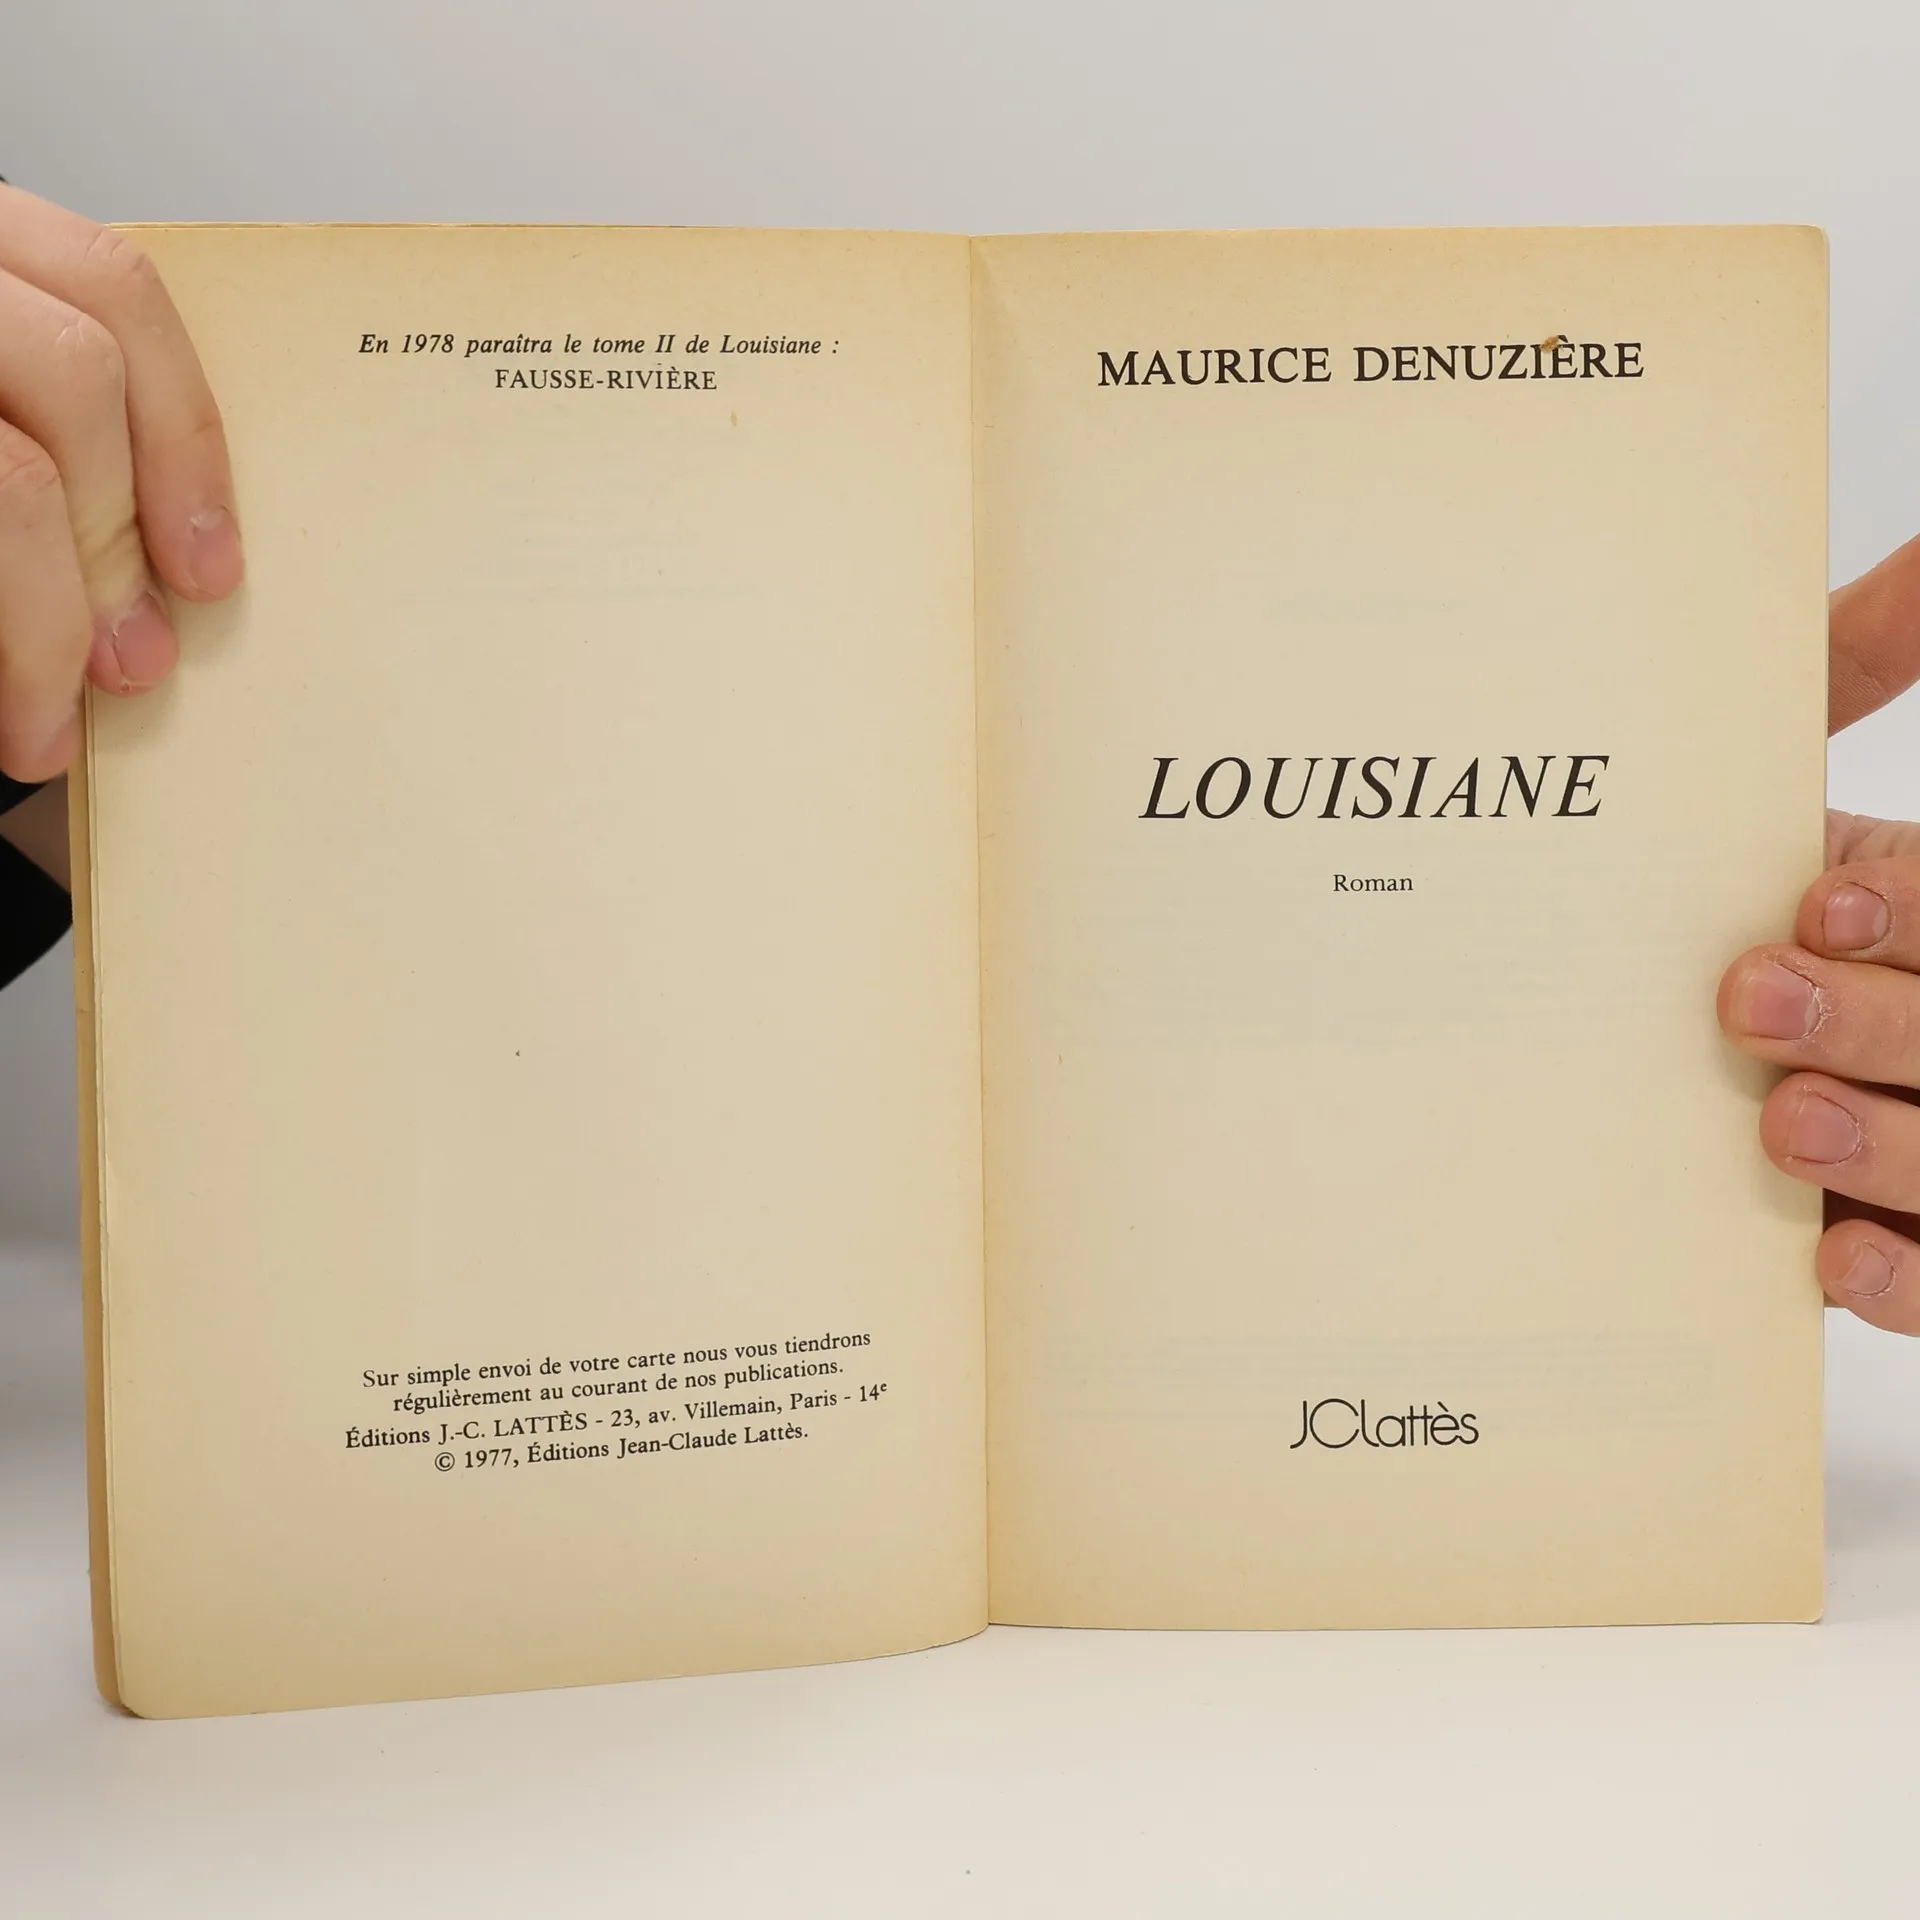 En 1978 paraîtra le tome II de Louisiane :
FAUSSE-RIVIÈRE
Sur simple envoi de votre carte nous vous tiendrons
régulièrement au courant de nos publications.
Éditions J.-C. LATTÈS - 23, av. Villemain, Paris - 14e
© 1977, Éditions Jean-Claude Lattès.
MAURICE DENUZIÈRE
LOUISIANE
Roman
JClattès